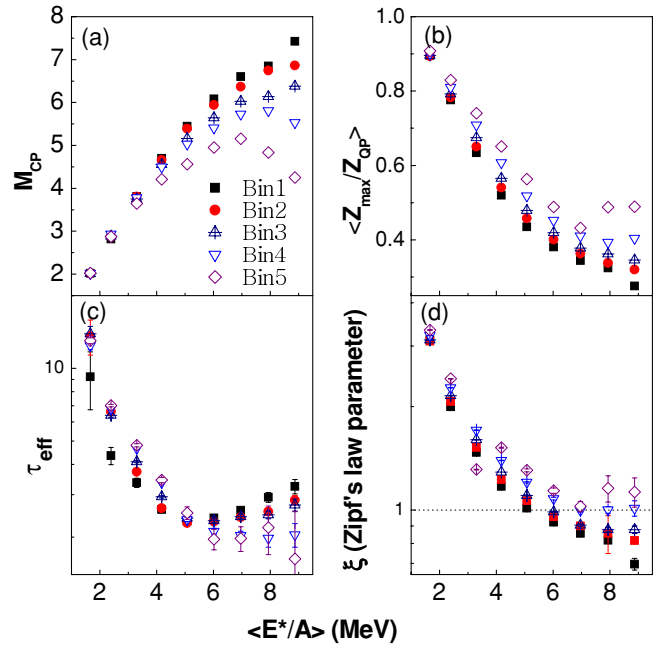 (a)
8
7
6
5
4
3
2
M_CP
Bin1
Bin2
Bin3
Bin4
Bin5
(b)
1.0
0.8
0.6
0.4
<Z_max/Z_QP>
(c)
10
τ_eff
2 4 6 8
(d)
1
ξ (Zipf's law parameter)
2 4 6 8
<E*/A> (MeV)